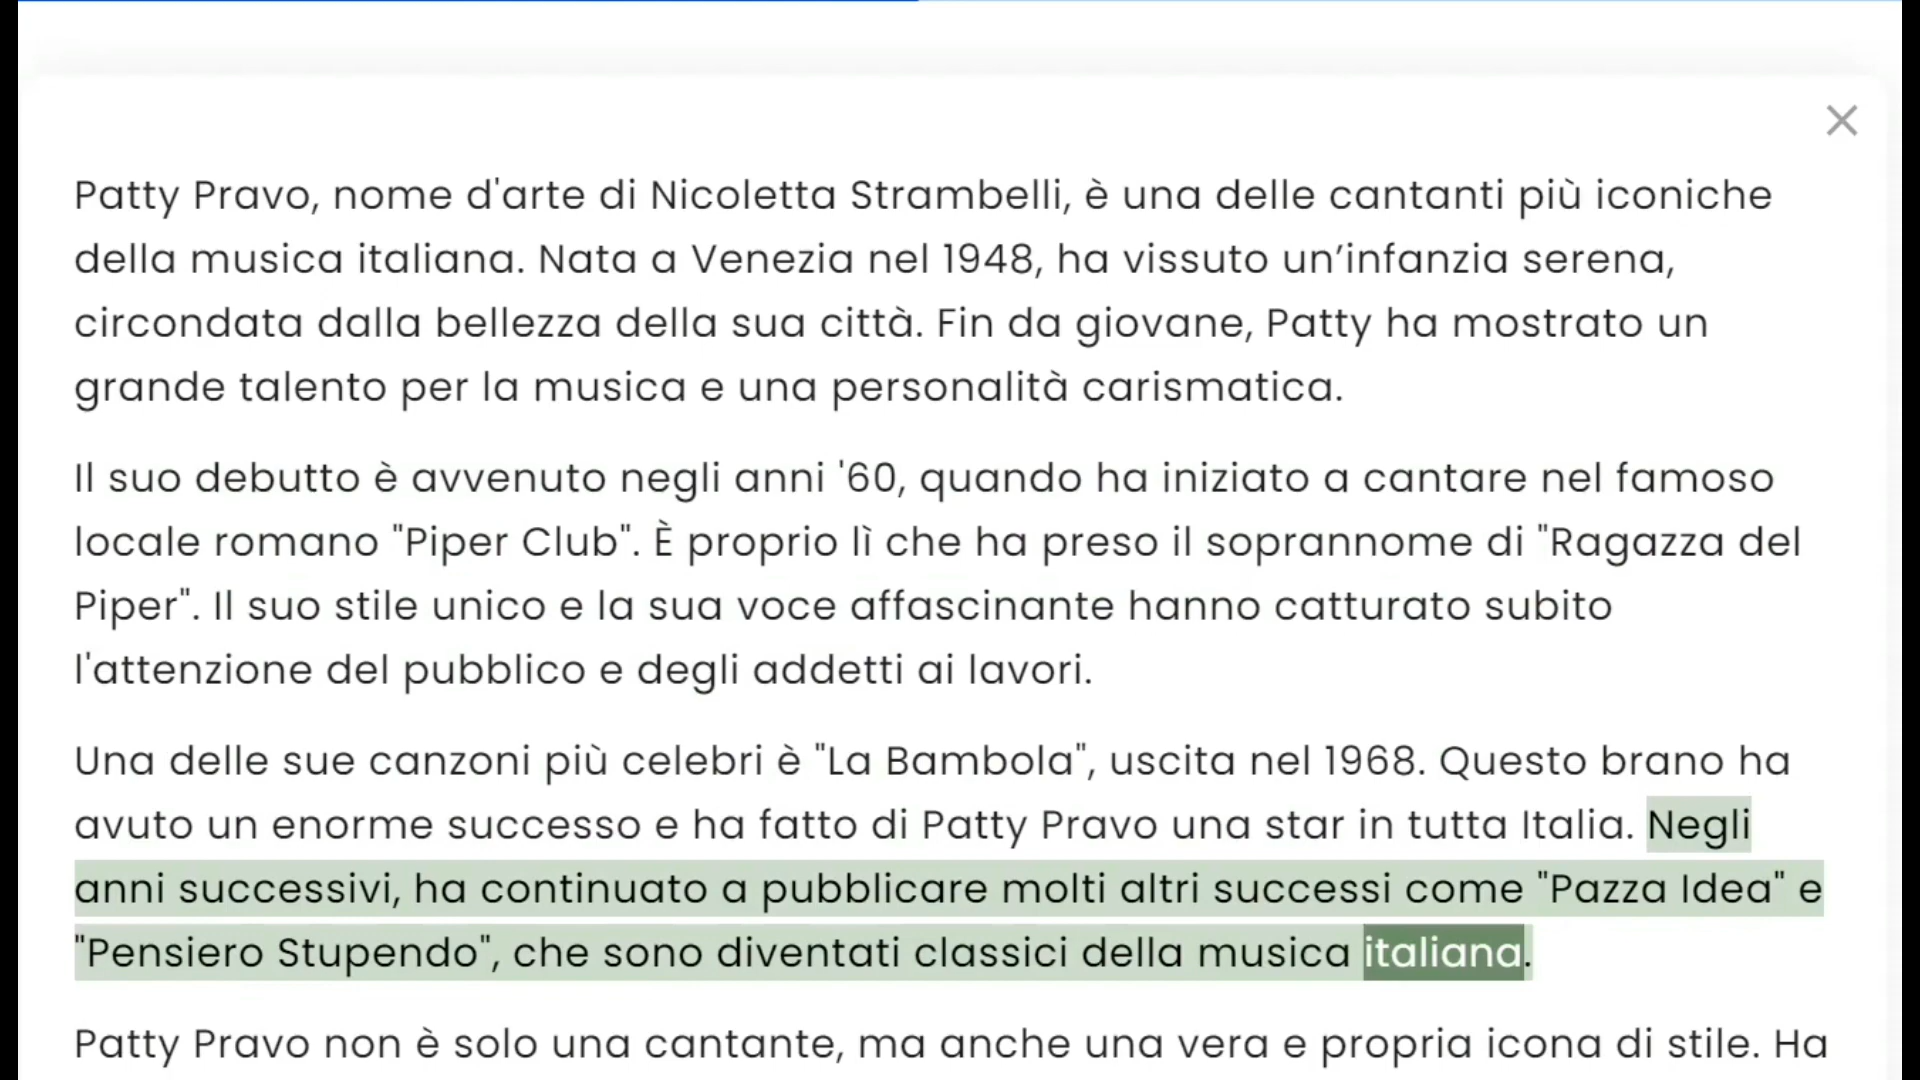 Patty Pravo, nome d'arte di Nicoletta Strambelli, è una delle cantanti più iconiche
della musica italiana. Nata a Venezia nel 1948, ha vissuto un’infanzia serena,
circondata dalla bellezza della sua città. Fin da giovane, Patty ha mostrato un
grande talento per la musica e una personalità carismatica.
Il suo debutto è avvenuto negli anni '60, quando ha iniziato a cantare nel famoso
locale romano "Piper Club". È proprio lì che ha preso il soprannome di "Ragazza del
Piper". Il suo stile unico e la sua voce affascinante hanno catturato subito
l'attenzione del pubblico e degli addetti ai lavori.
Una delle sue canzoni più celebri è "La Bambola", uscita nel 1968. Questo brano ha
avuto un enorme successo e ha fatto di Patty Pravo una star in tutta Italia. Negli
anni successivi, ha continuato a pubblicare molti altri successi come "Pazza Idea" e
"Pensiero Stupendo", che sono diventati classici della musica italiana.
Patty Pravo non è solo una cantante, ma anche una vera e propria icona di stile. Ha